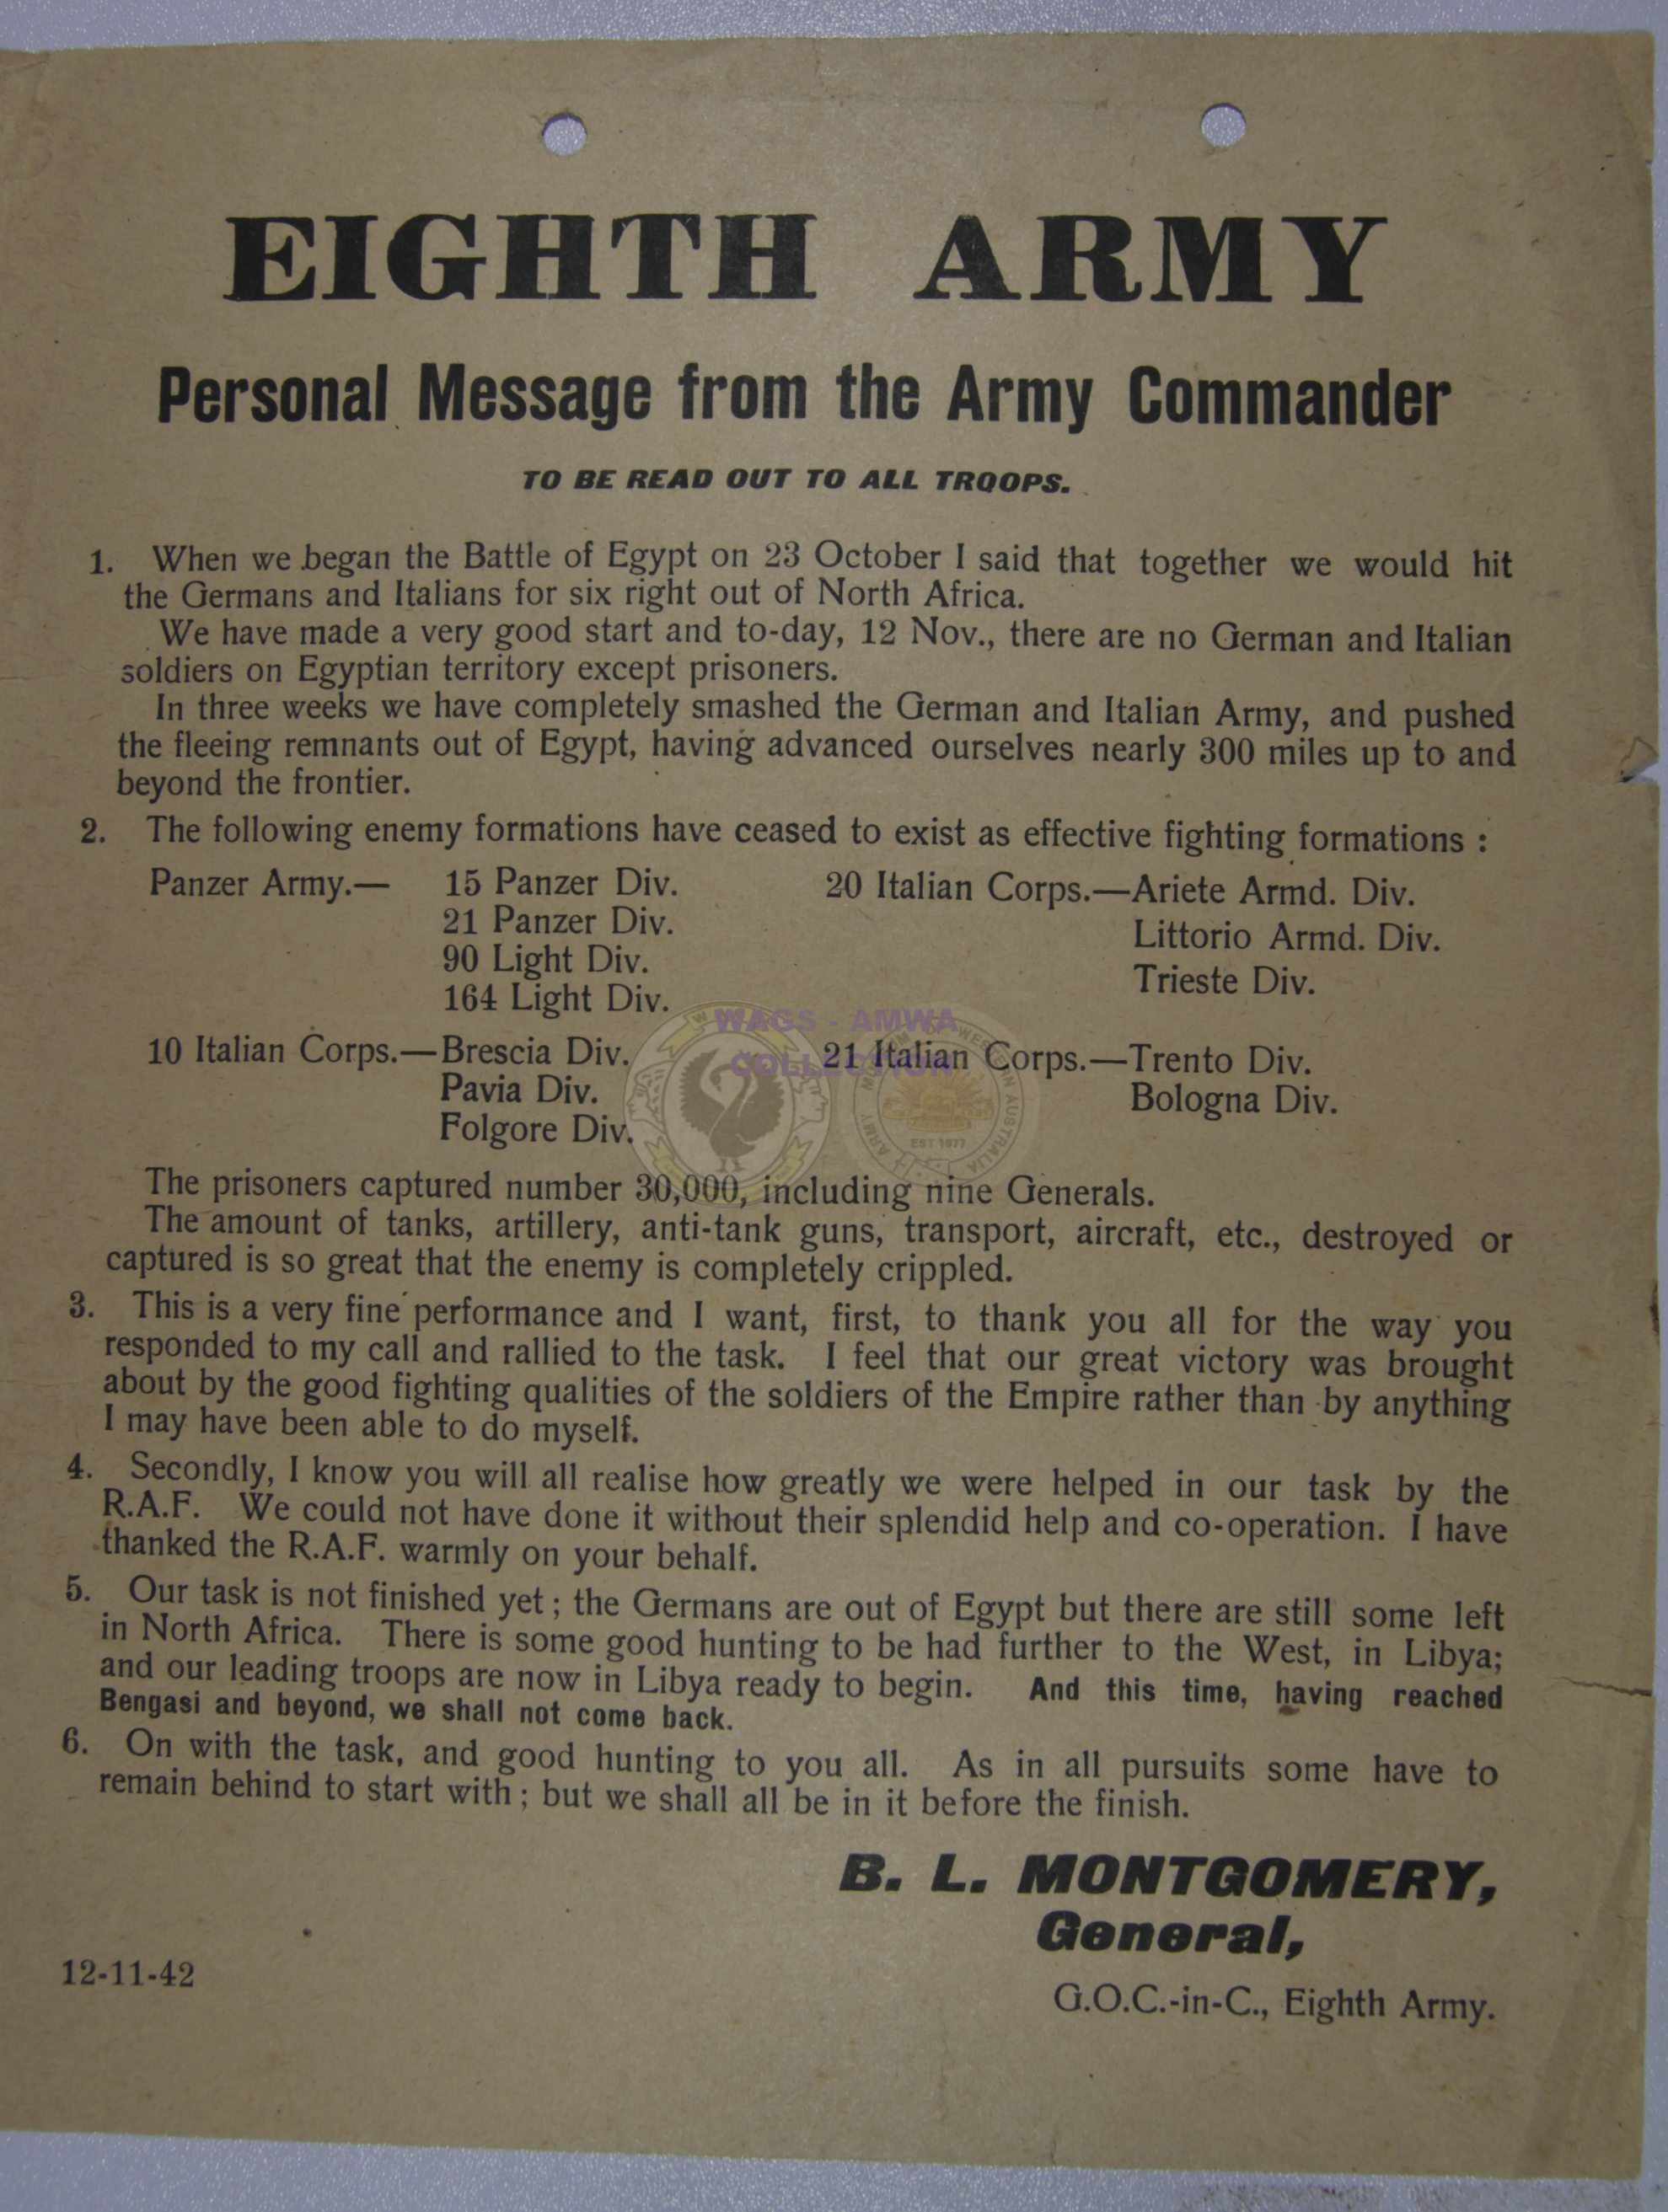 EIGHTH ARMY
Personal Message from the Army Commander
TO BE READ OUT TO ALL TROOPS.
1. When we began the Battle of Egypt on 23 October I said that together we would hit
the Germans and Italians for six right out of North Africa.
We have made a very good start and to-day, 12 Nov., there are no German and Italian
soldiers on Egyptian territory except prisoners.
In three weeks we have completely smashed the German and Italian Army, and pushed
the fleeing remnants out of Egypt, having advanced ourselves nearly 300 miles up to and
beyond the frontier.
2. The following enemy formations have ceased to exist as effective fighting formations :
Panzer Army.— 15 Panzer Div. 20 Italian Corps.—Ariete Armd. Div.
21 Panzer Div. Littorio Armd. Div.
90 Light Div. Trieste Div.
164 Light Div.
WAGS - AMWA
COLLECTION
10 Italian Corps.—Brescia Div. 21 Italian Corps.—Trento Div.
Pavia Div. Bologna Div.
Folgore Div.
EST 1977
The prisoners captured number 30,000, including nine Generals.
The amount of tanks, artillery, anti-tank guns, transport, aircraft, etc., destroyed or
captured is so great that the enemy is completely crippled.
3. This is a very fine performance and I want, first, to thank you all for the way you
responded to my call and rallied to the task. I feel that our great victory was brought
about by the good fighting qualities of the soldiers of the Empire rather than by anything
I may have been able to do myself.
4. Secondly, I know you will all realise how greatly we were helped in our task by the
R.A.F. We could not have done it without their splendid help and co-operation. I have
thanked the R.A.F. warmly on your behalf.
5. Our task is not finished yet ; the Germans are out of Egypt but there are still some left
in North Africa. There is some good hunting to be had further to the West, in Libya;
and our leading troops are now in Libya ready to begin. And this time, having reached
Bengasi and beyond, we shall not come back.
6. On with the task, and good hunting to you all. As in all pursuits some have to
remain behind to start with ; but we shall all be in it before the finish.
B. L. MONTGOMERY,
General,
G.O.C.-in-C., Eighth Army.
12-11-42